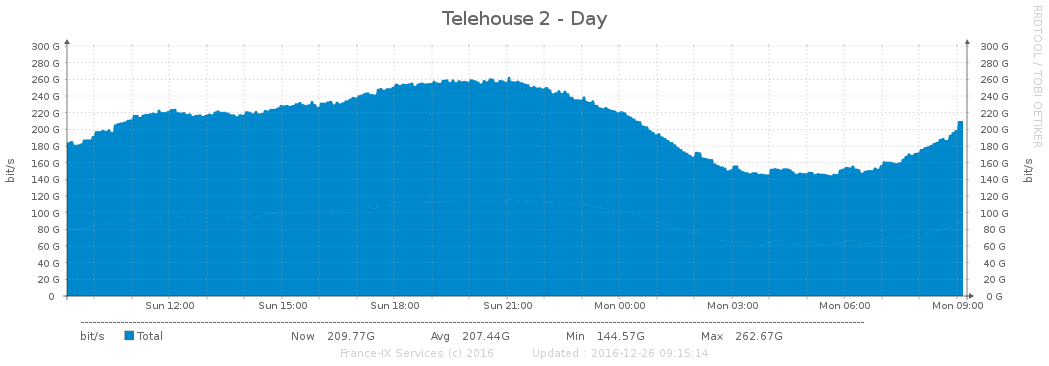 Telehouse 2 - Day
RRDTOOL / TOBI OETIKER
300 G 300 G
280 G 280 G
260 G 260 G
240 G 240 G
220 G 220 G
200 G 200 G
180 G 180 G
160 G 160 G
140 G 140 G
120 G 120 G
100 G 100 G
80 G 80 G
60 G 60 G
40 G 40 G
20 G 20 G
0 0 G
bit/s bit/s
Sun 12:00 Sun 15:00 Sun 18:00 Sun 21:00 Mon 00:00 Mon 03:00 Mon 06:00 Mon 09:00
bit/s Total Now 209.77G Avg 207.44G Min 144.57G Max 262.67G
France-IX Services (c) 2016 Updated : 2016-12-26 09:15:14